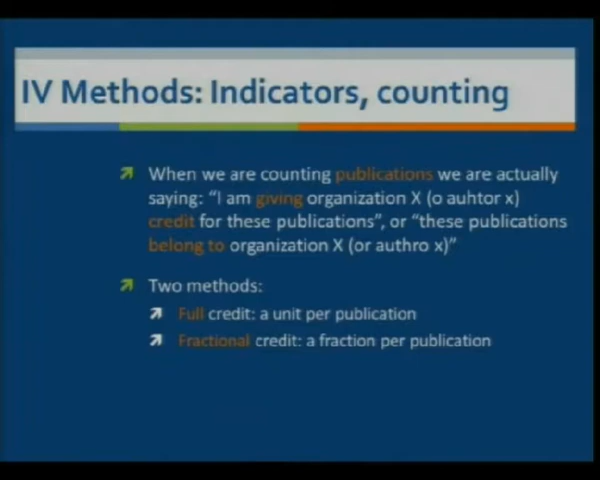 IV Methods: Indicators, counting
When we are counting publications we are actually
saying: "I am giving organization X (o auhtor x)
credit for these publications", or "these publications
belong to organization X (or authro x)"
Two methods:
Full credit: a unit per publication
Fractional credit: a fraction per publication